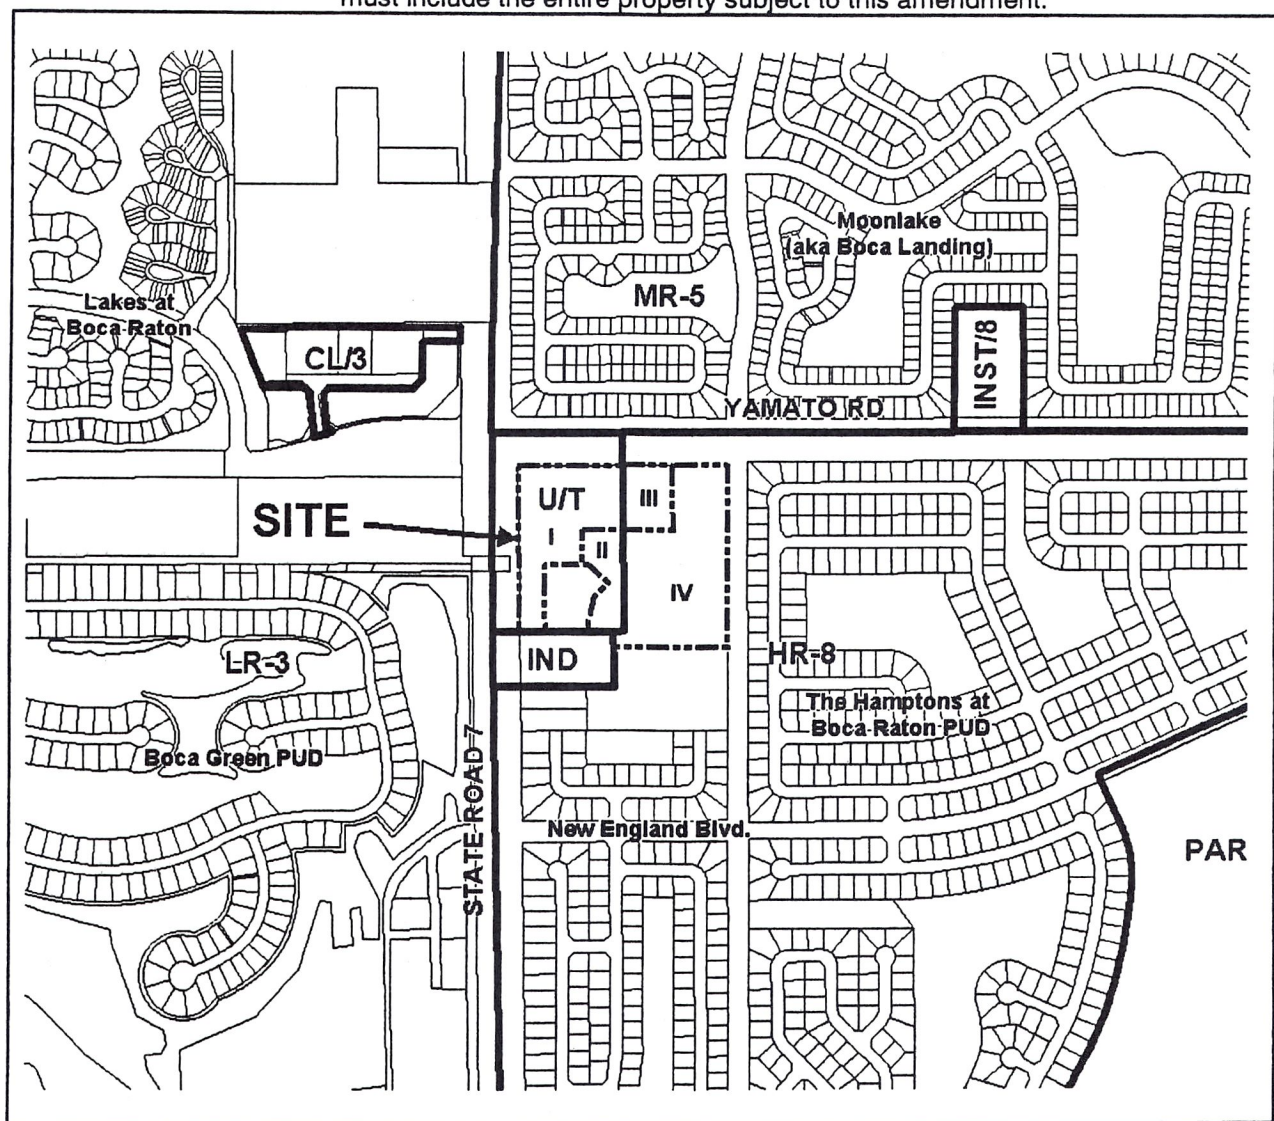 must include the entire property subject to this amendment.
Moonlake
(aka Boca Landing)
MR-5
Lakes at
Boca Raton
CL/3
INST/8
YAMATO RD
U/T
III
SITE
I
II
IV
IND
HR-8
LR-3
The Hamptons at
Boca Raton PUD
Boca Green PUD
STATE ROAD 7
New England Blvd.
PAR